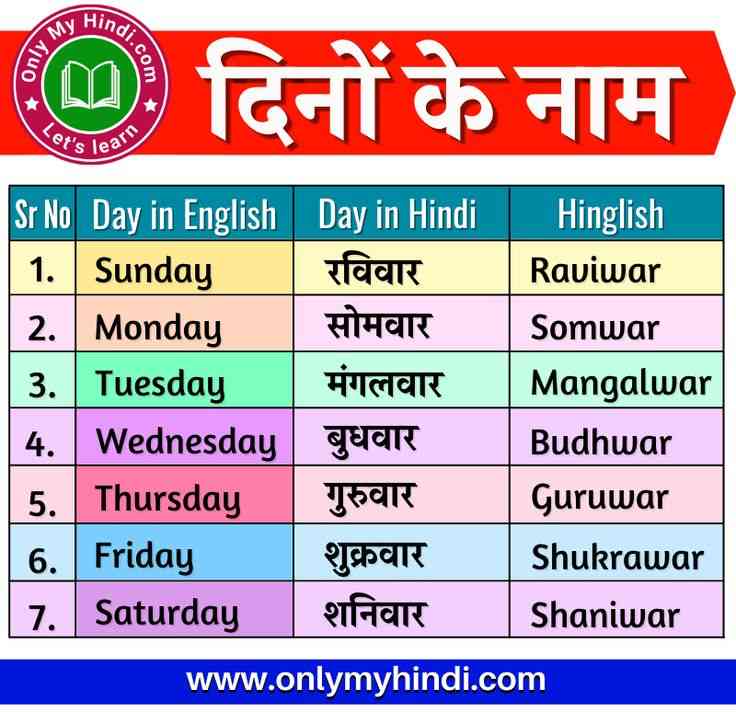 Only My Hindi.com
Let's learn
दिनों के नाम
Sr No Day in English Day in Hindi Hinglish
1. Sunday रविवार Raviwar
2. Monday सोमवार Somwar
3. Tuesday मंगलवार Mangalwar
4. Wednesday बुधवार Budhwar
5. Thursday गुरुवार Guruwar
6. Friday शुक्रवार Shukrawar
7. Saturday शनिवार Shaniwar
www.onlymyhindi.com